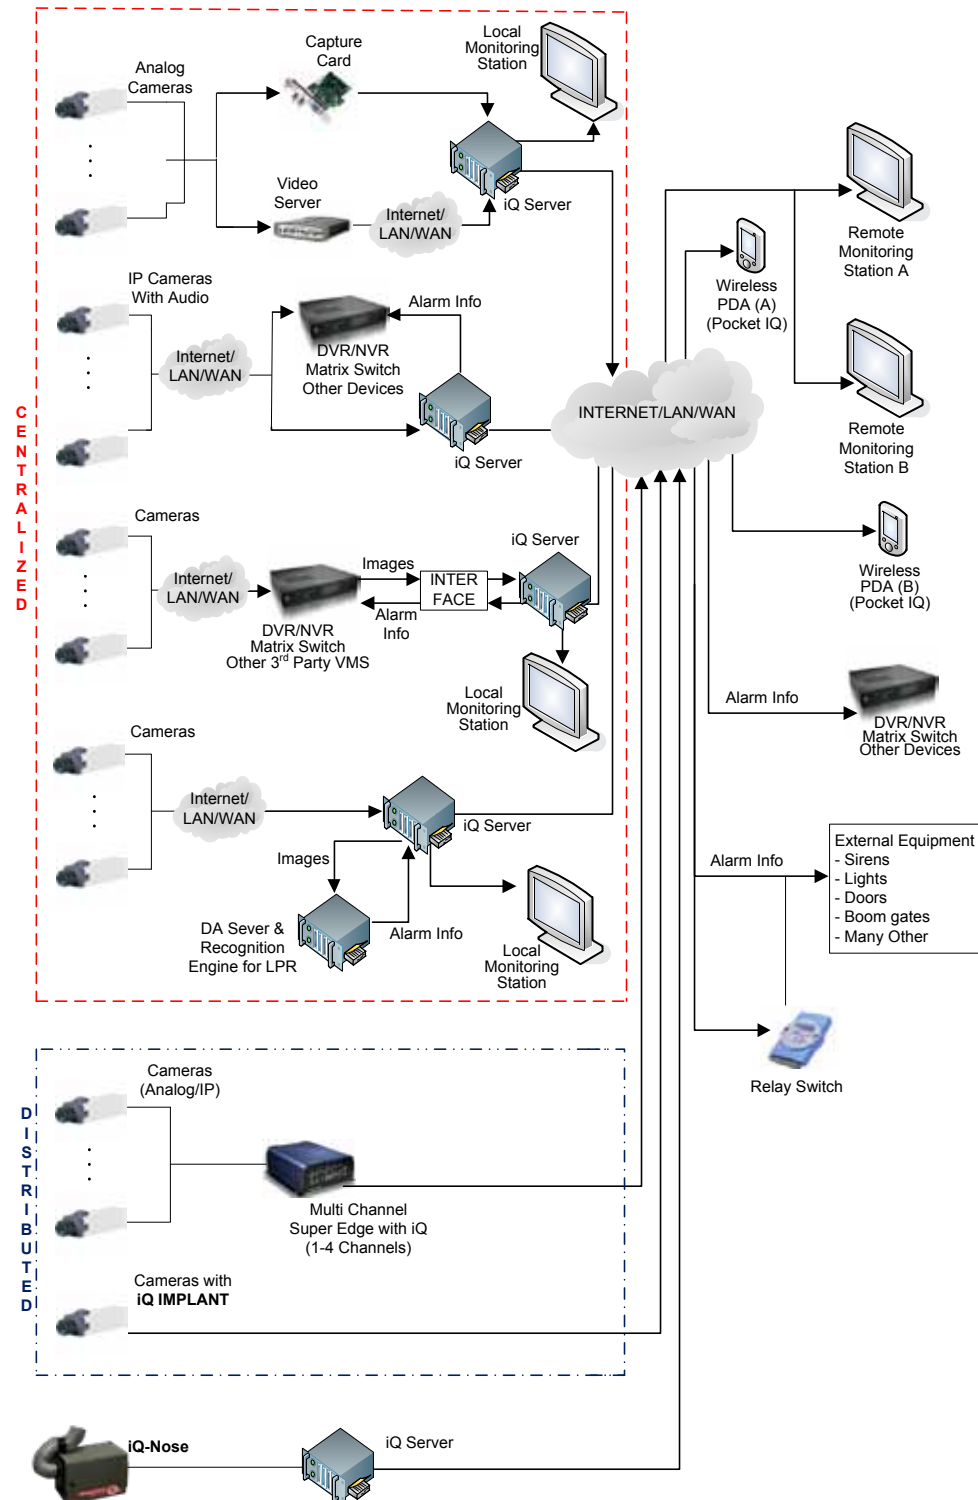 Analog
Cameras
Capture
Card
Local
Monitoring
Station
Video
Server
Internet/
LAN/WAN
iQ Server
IP Cameras
With Audio
Internet/
LAN/WAN
Alarm Info
DVR/NVR
Matrix Switch
Other Devices
iQ Server
CENTRALIZED
Cameras
Internet/
LAN/WAN
DVR/NVR
Matrix Switch
Other 3rd Party VMS
Images
Alarm
Info
INTER
FACE
iQ Server
Local
Monitoring
Station
Cameras
Internet/
LAN/WAN
iQ Server
Images
Alarm Info
DA Sever &
Recognition
Engine for LPR
Local
Monitoring
Station
INTERNET/LAN/WAN
Remote
Monitoring
Station A
Wireless
PDA (A)
(Pocket IQ)
Remote
Monitoring
Station B
Wireless
PDA (B)
(Pocket IQ)
Alarm Info
DVR/NVR
Matrix Switch
Other Devices
Alarm Info
External Equipment
- Sirens
- Lights
- Doors
- Boom gates
- Many Other
Relay Switch
DISTRIBUTED
Cameras
(Analog/IP)
Multi Channel
Super Edge with iQ
(1-4 Channels)
Cameras with
iQ IMPLANT
iQ-Nose
iQ Server